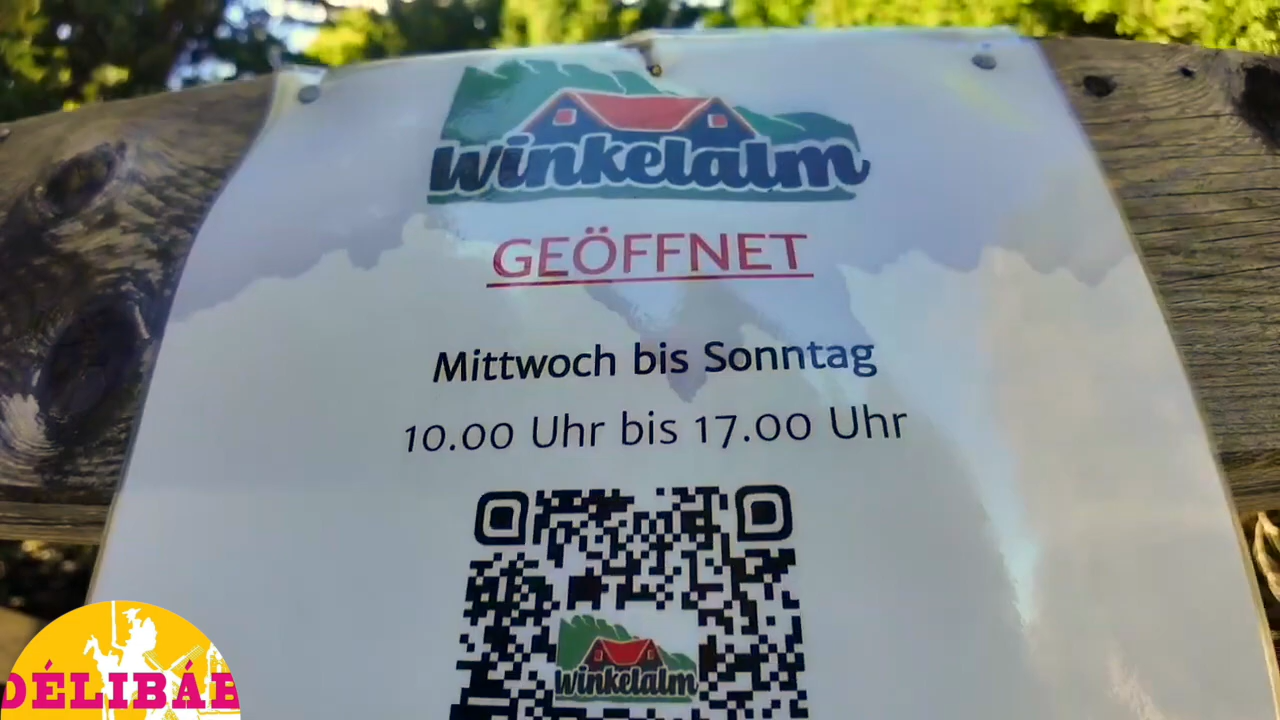 winkelalm
GEÖFFNET
Mittwoch bis Sonntag
10.00 Uhr bis 17.00 Uhr
winkelalm
DÉLIBÁB